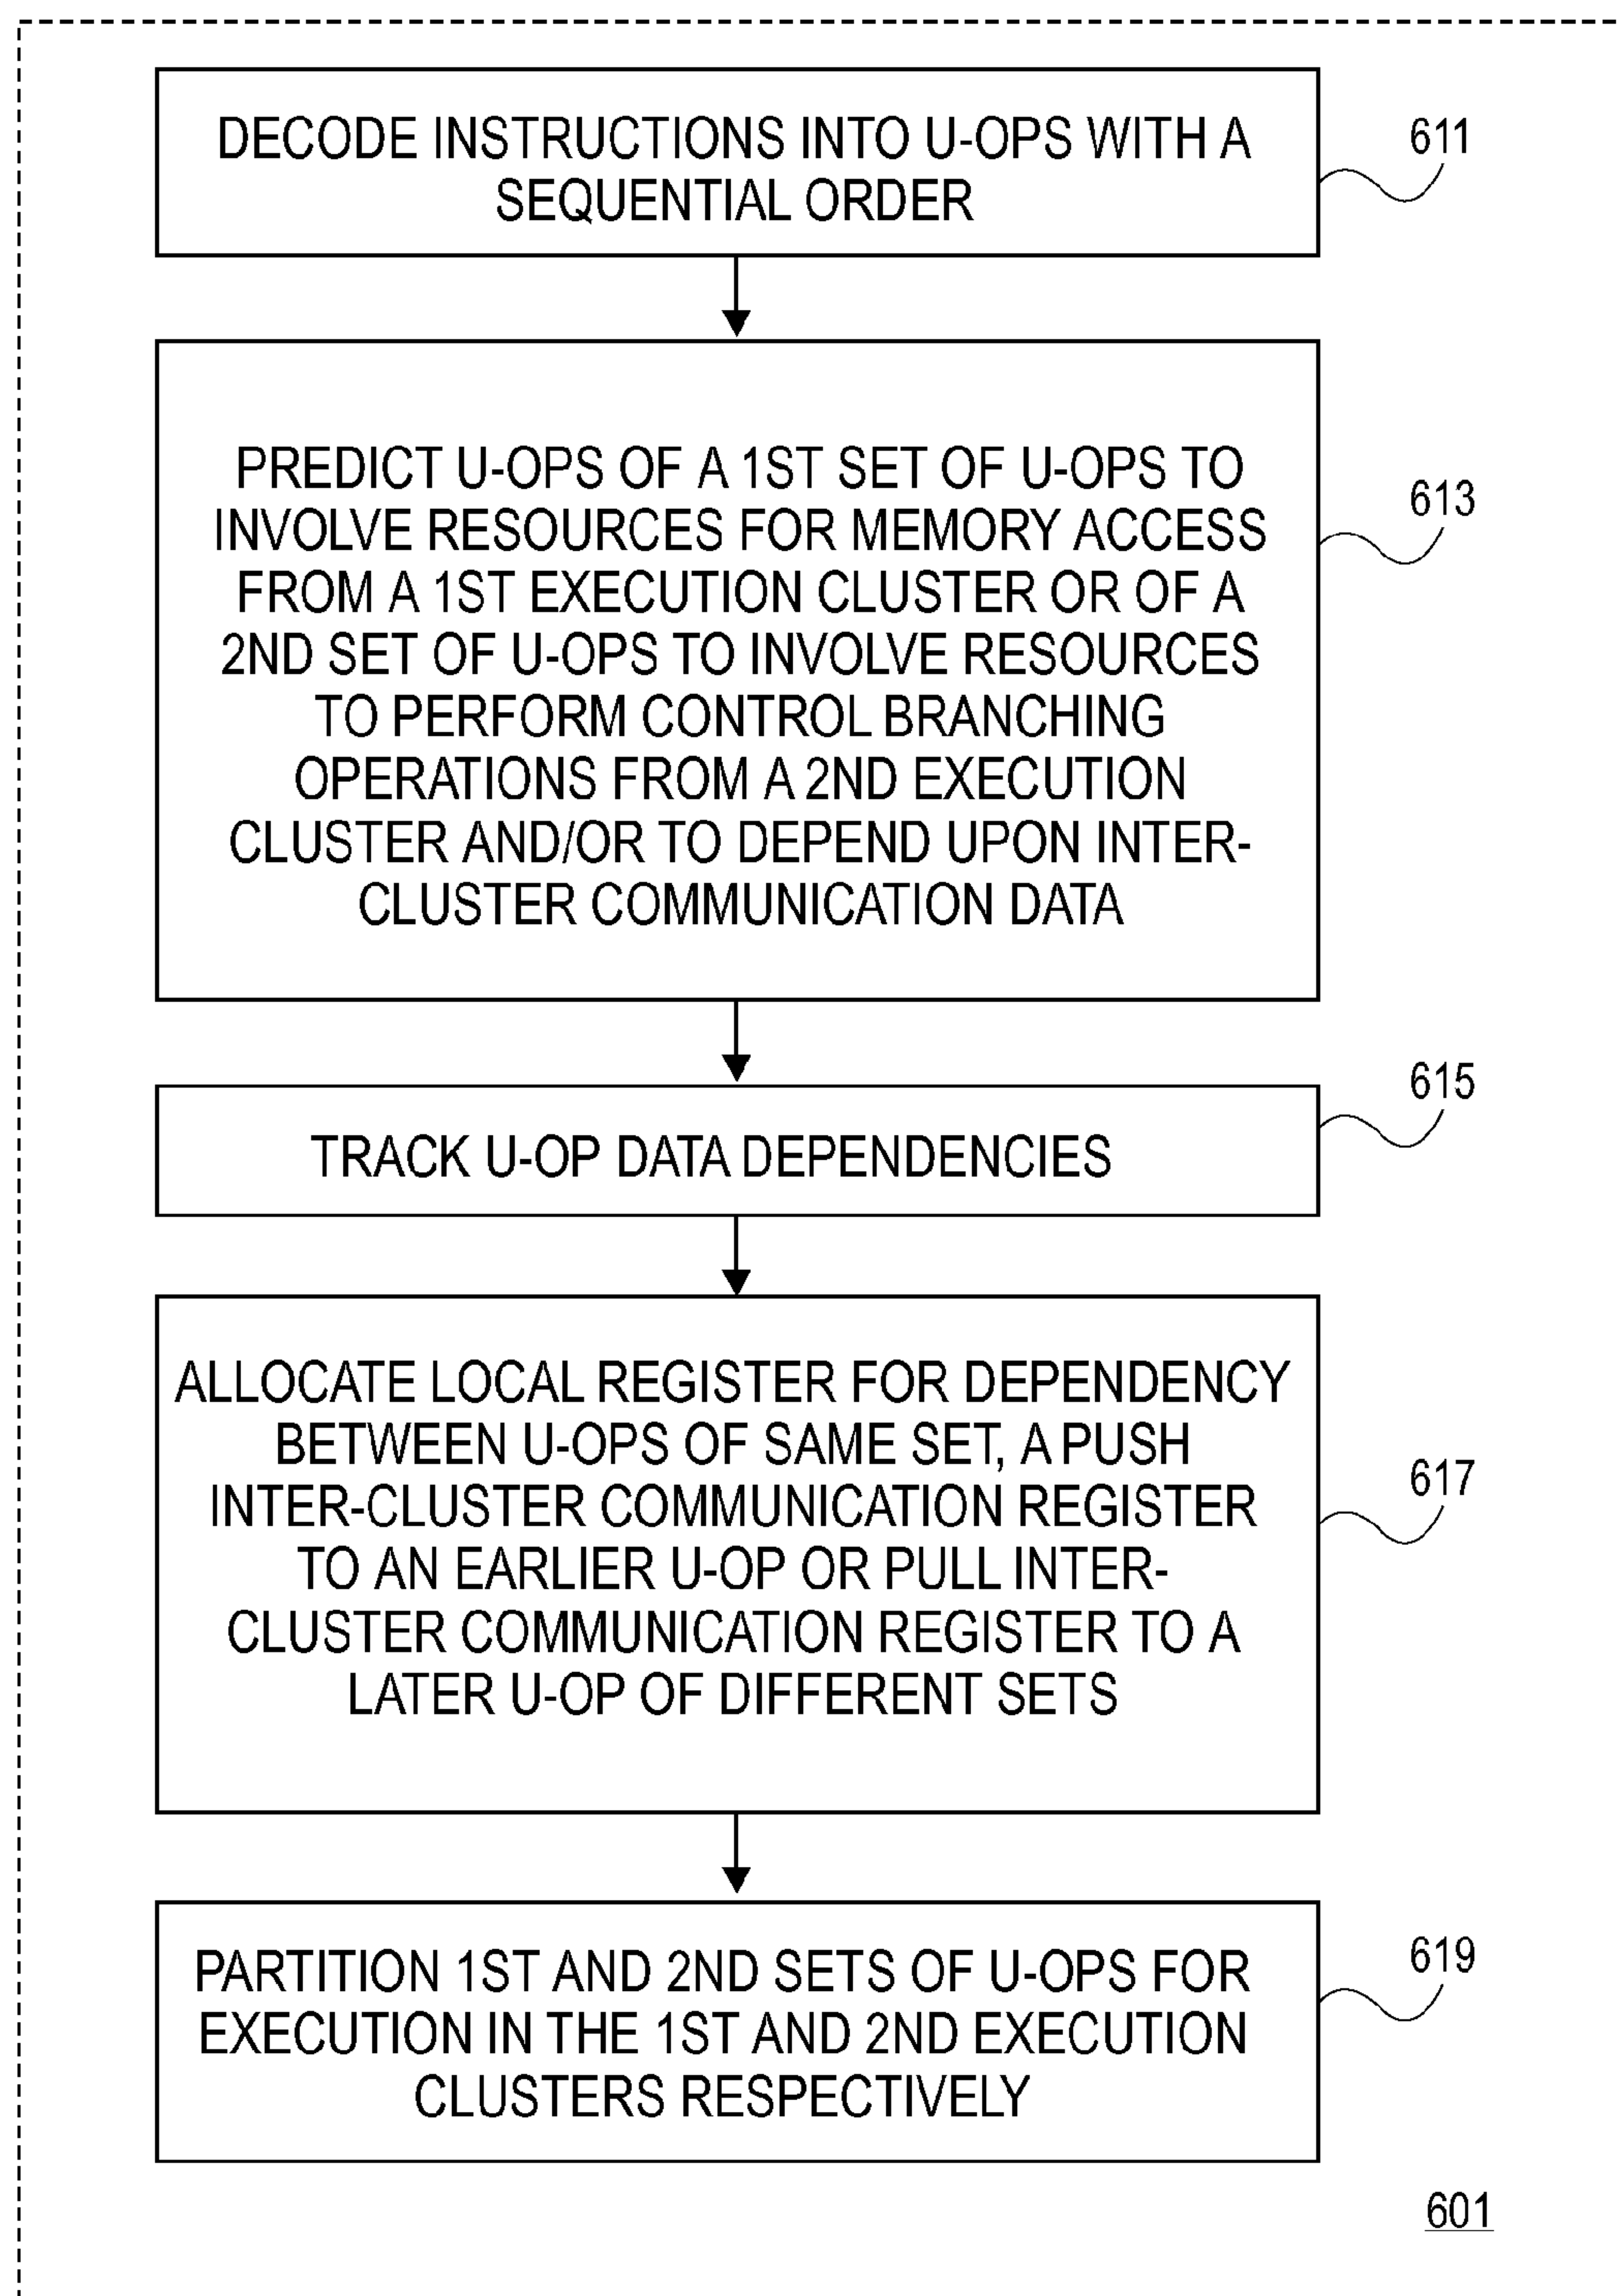 DECODE INSTRUCTIONS INTO U-OPS WITH A
SEQUENTIAL ORDER
611
PREDICT U-OPS OF A 1ST SET OF U-OPS TO
INVOLVE RESOURCES FOR MEMORY ACCESS
FROM A 1ST EXECUTION CLUSTER OR OF A
2ND SET OF U-OPS TO INVOLVE RESOURCES
TO PERFORM CONTROL BRANCHING
OPERATIONS FROM A 2ND EXECUTION
CLUSTER AND/OR TO DEPEND UPON INTER-
CLUSTER COMMUNICATION DATA
613
TRACK U-OP DATA DEPENDENCIES
615
ALLOCATE LOCAL REGISTER FOR DEPENDENCY
BETWEEN U-OPS OF SAME SET, A PUSH
INTER-CLUSTER COMMUNICATION REGISTER
TO AN EARLIER U-OP OR PULL INTER-
CLUSTER COMMUNICATION REGISTER TO A
LATER U-OP OF DIFFERENT SETS
617
PARTITION 1ST AND 2ND SETS OF U-OPS FOR
EXECUTION IN THE 1ST AND 2ND EXECUTION
CLUSTERS RESPECTIVELY
619
601